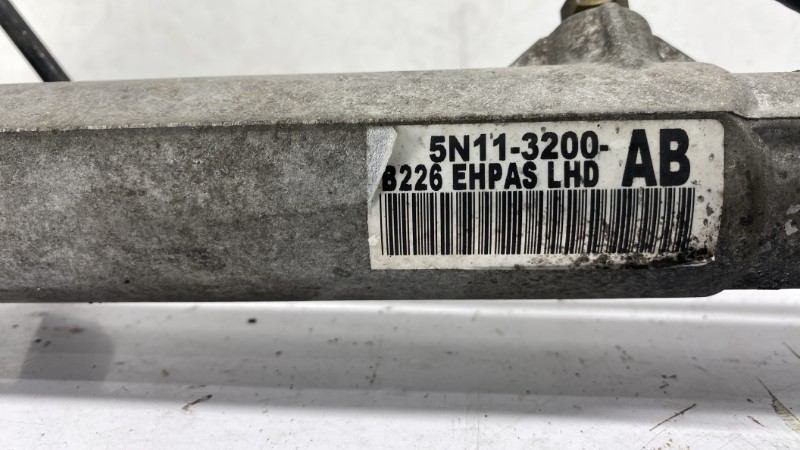 5N11-3200- AB
B226 EHPAS LHD